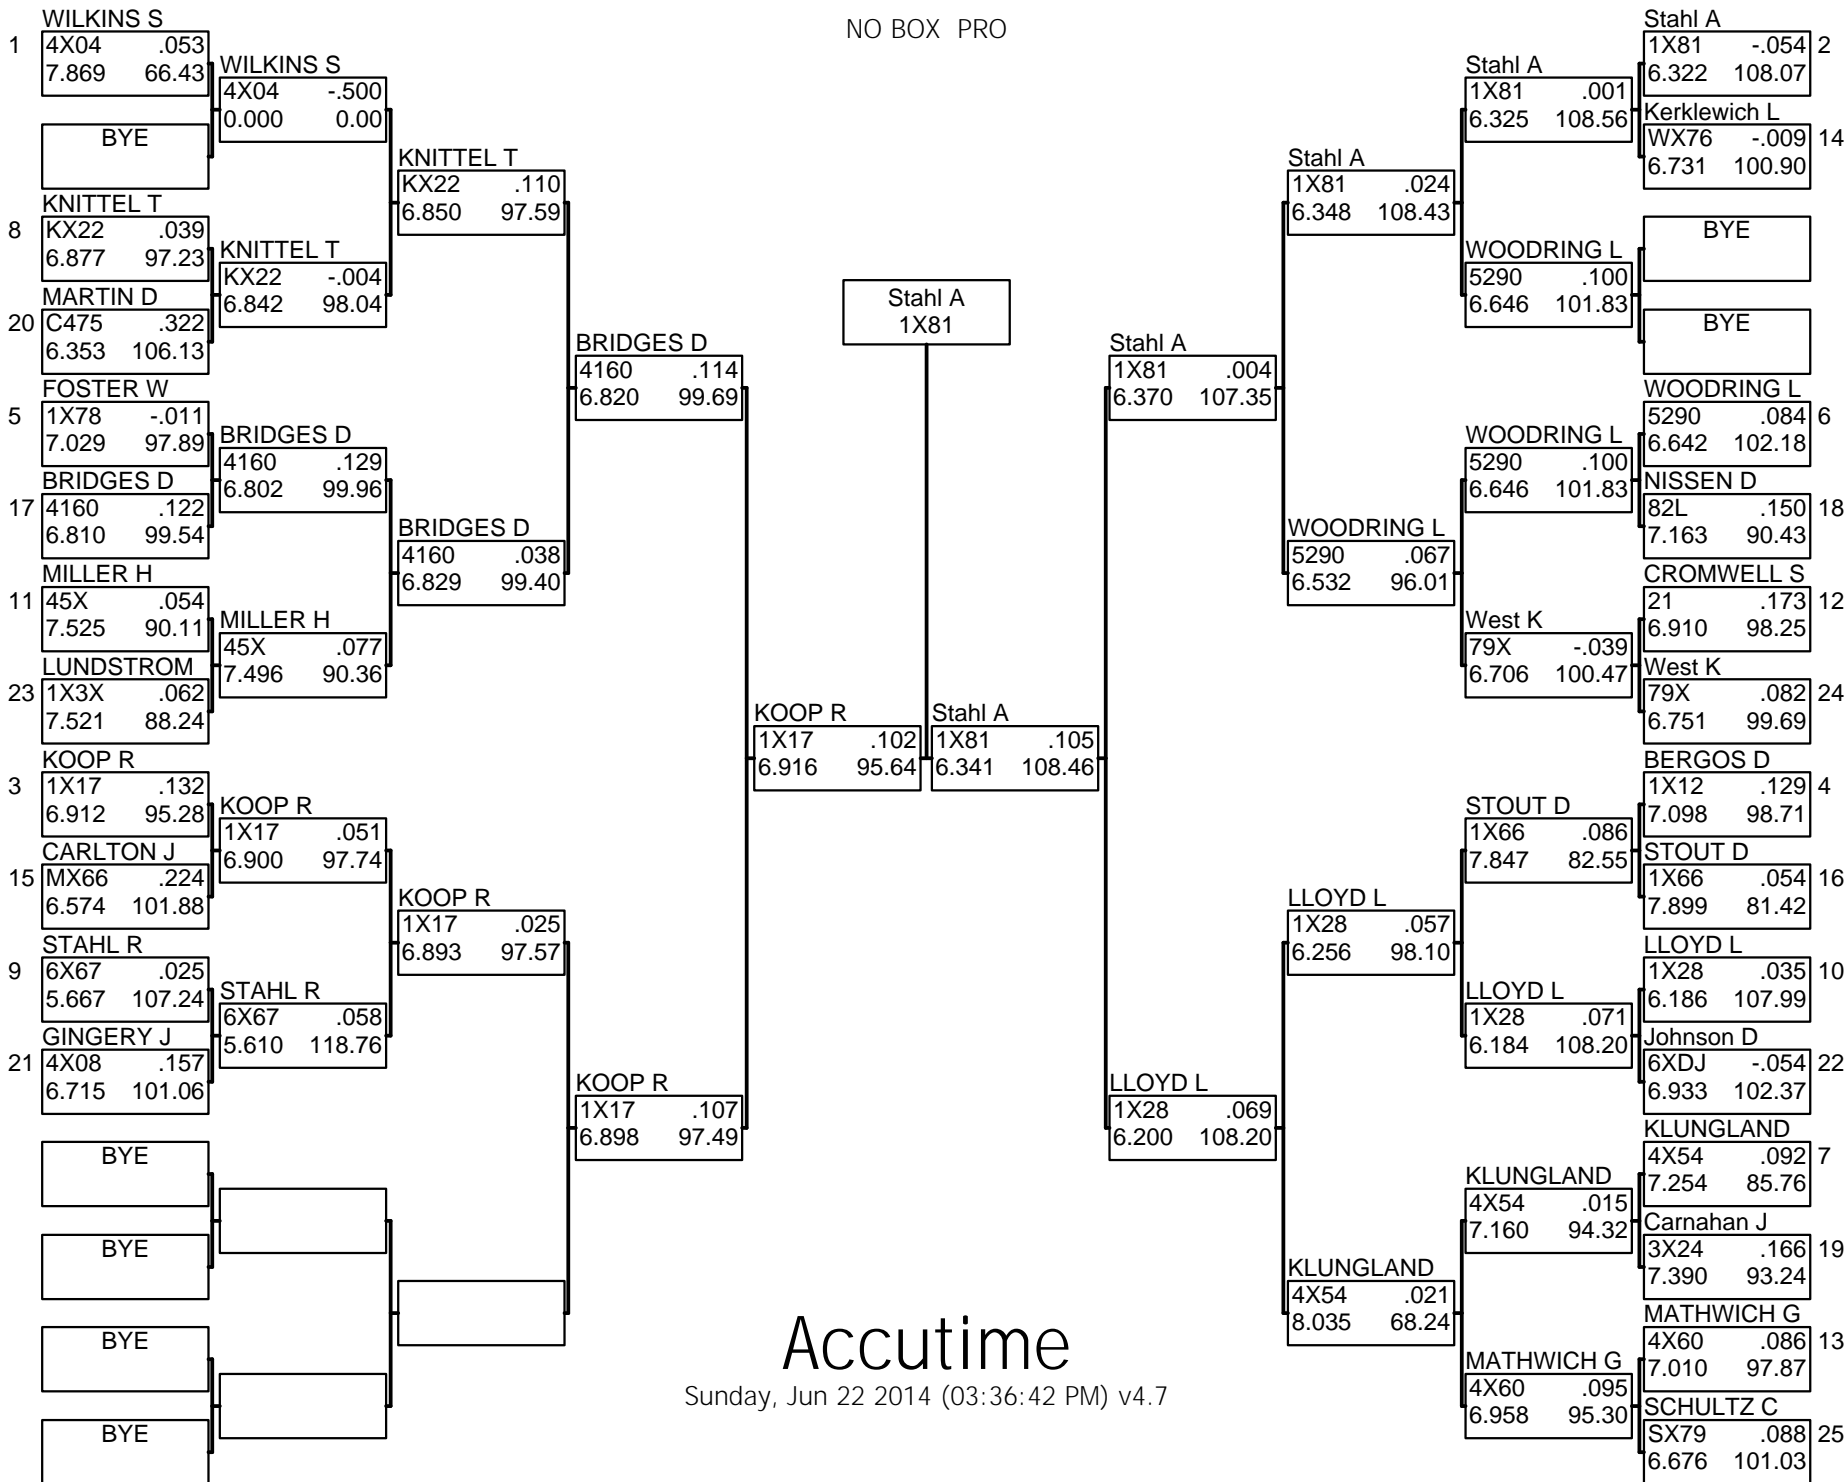 NO BOX  PRO
WILKINS S
1
4X04 .053
7.869 66.43
BYE
KNITTEL T
8
KX22 .039
6.877 97.23
MARTIN D
20
C475 .322
6.353 106.13
FOSTER W
5
1X78 -.011
7.029 97.89
BRIDGES D
17
4160 .122
6.810 99.54
MILLER H
11
45X .054
7.525 90.11
LUNDSTROM
23
1X3X .062
7.521 88.24
KOOP R
3
1X17 .132
6.912 95.28
CARLTON J
15
MX66 .224
6.574 101.88
STAHL R
9
6X67 .025
5.667 107.24
GINGERY J
21
4X08 .157
6.715 101.06
BYE
BYE
BYE
BYE
WILKINS S
4X04 -.500
0.000 0.00
KNITTEL T
KX22 -.004
6.842 98.04
BRIDGES D
4160 .129
6.802 99.96
MILLER H
45X .077
7.496 90.36
KOOP R
1X17 .051
6.900 97.74
STAHL R
6X67 .058
5.610 118.76
KNITTEL T
KX22 .110
6.850 97.59
BRIDGES D
4160 .038
6.829 99.40
KOOP R
1X17 .025
6.893 97.57
BRIDGES D
4160 .114
6.820 99.69
KOOP R
1X17 .107
6.898 97.49
KOOP R
1X17 .102
6.916 95.64
Stahl A
1X81
Stahl A
1X81 .105
6.341 108.46
Stahl A
1X81 .004
6.370 107.35
LLOYD L
1X28 .069
6.200 108.20
Stahl A
1X81 .024
6.348 108.43
WOODRING L
5290 .067
6.532 96.01
LLOYD L
1X28 .057
6.256 98.10
KLUNGLAND
4X54 .021
8.035 68.24
Stahl A
1X81 .001
6.325 108.56
WOODRING L
5290 .100
6.646 101.83
WOODRING L
5290 .100
6.646 101.83
West K
79X -.039
6.706 100.47
STOUT D
1X66 .086
7.847 82.55
LLOYD L
1X28 .071
6.184 108.20
KLUNGLAND
4X54 .015
7.160 94.32
MATHWICH G
4X60 .095
6.958 95.30
Stahl A
1X81 -.054
2
6.322 108.07
Kerklewich L
WX76 -.009
14
6.731 100.90
BYE
BYE
WOODRING L
5290 .084
6
6.642 102.18
NISSEN D
82L .150
18
7.163 90.43
CROMWELL S
21 .173
12
6.910 98.25
West K
79X .082
24
6.751 99.69
BERGOS D
1X12 .129
4
7.098 98.71
STOUT D
1X66 .054
16
7.899 81.42
LLOYD L
1X28 .035
10
6.186 107.99
Johnson D
6XDJ -.054
22
6.933 102.37
KLUNGLAND
4X54 .092
7
7.254 85.76
Carnahan J
3X24 .166
19
7.390 93.24
MATHWICH G
4X60 .086
13
7.010 97.87
SCHULTZ C
SX79 .088
25
6.676 101.03
Accutime
Sunday, Jun 22 2014 (03:36:42 PM) v4.7